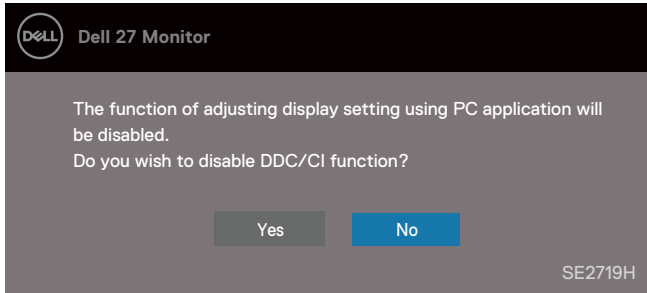 DELL
Dell 27 Monitor
The function of adjusting display setting using PC application will
be disabled.
Do you wish to disable DDC/CI function?
Yes
No
SE2719H